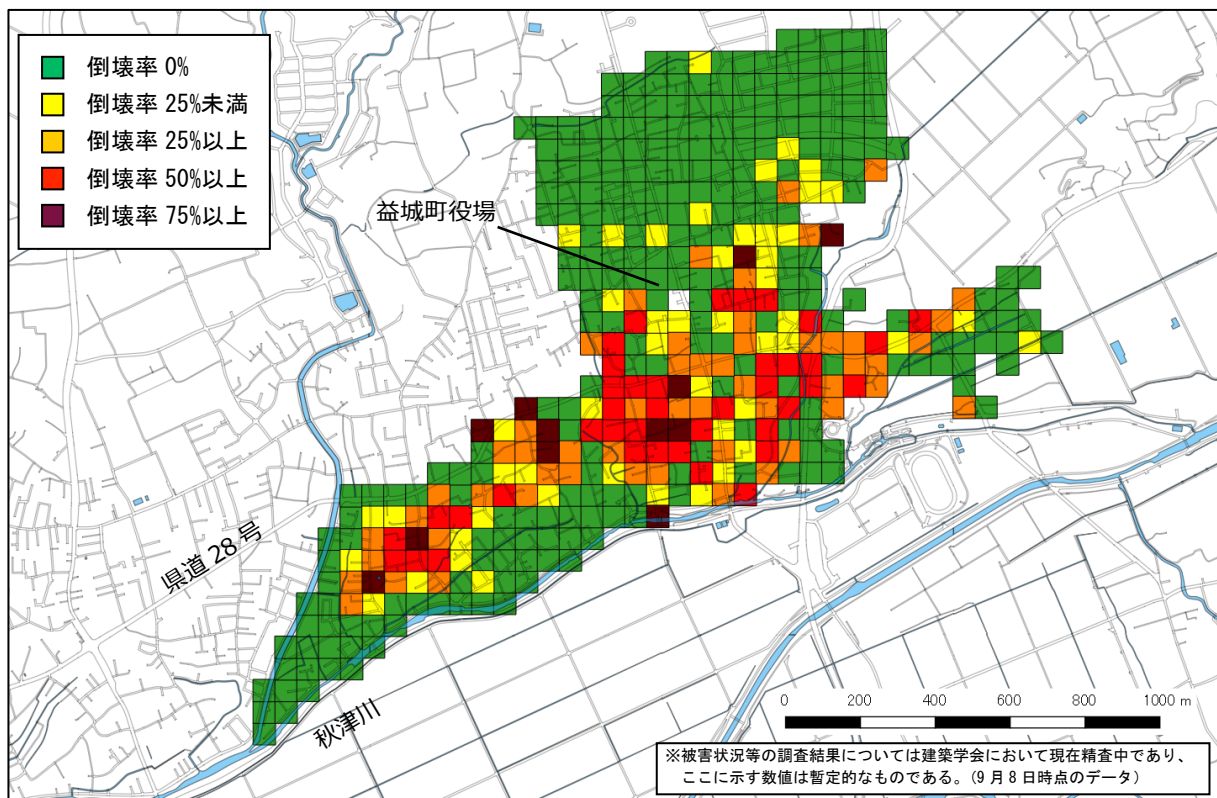 倒壊率 0%
倒壊率 25%未満
倒壊率 25%以上
倒壊率 50%以上
倒壊率 75%以上
益城町役場
県道 28 号
秋津川
0 200 400 600 800 1000 m
※被害状況等の調査結果については建築学会において現在精査中であり、
ここに示す数値は暫定的なものである。(9 月 8 日時点のデータ)